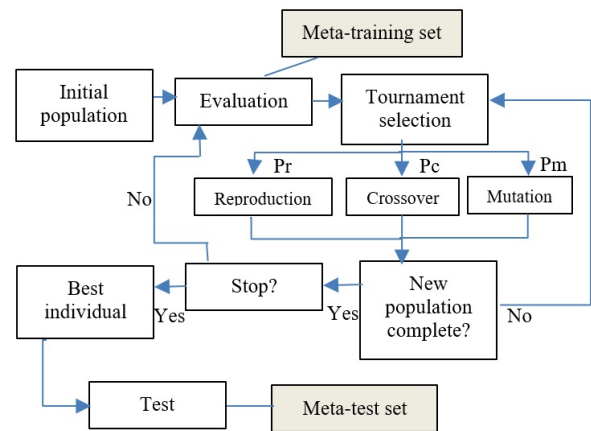 Meta-training set
Initial
population
Evaluation
Tournament
selection
Pr
Pc
Pm
No
Reproduction
Crossover
Mutation
Best
individual
Yes
Stop?
Yes
New
population
complete?
No
Test
Meta-test set